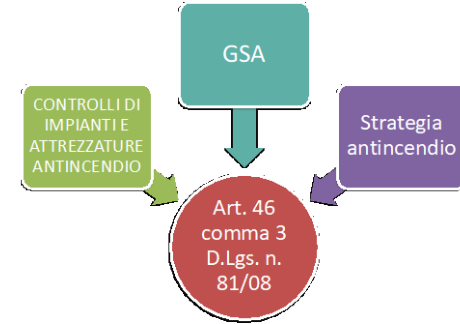 GSA
CONTROLLI DI
IMPIANTI E
ATTREZZATURE
ANTINCENDIO
Strategia
antincendio
Art. 46
comma 3
D.Lgs. n.
81/08